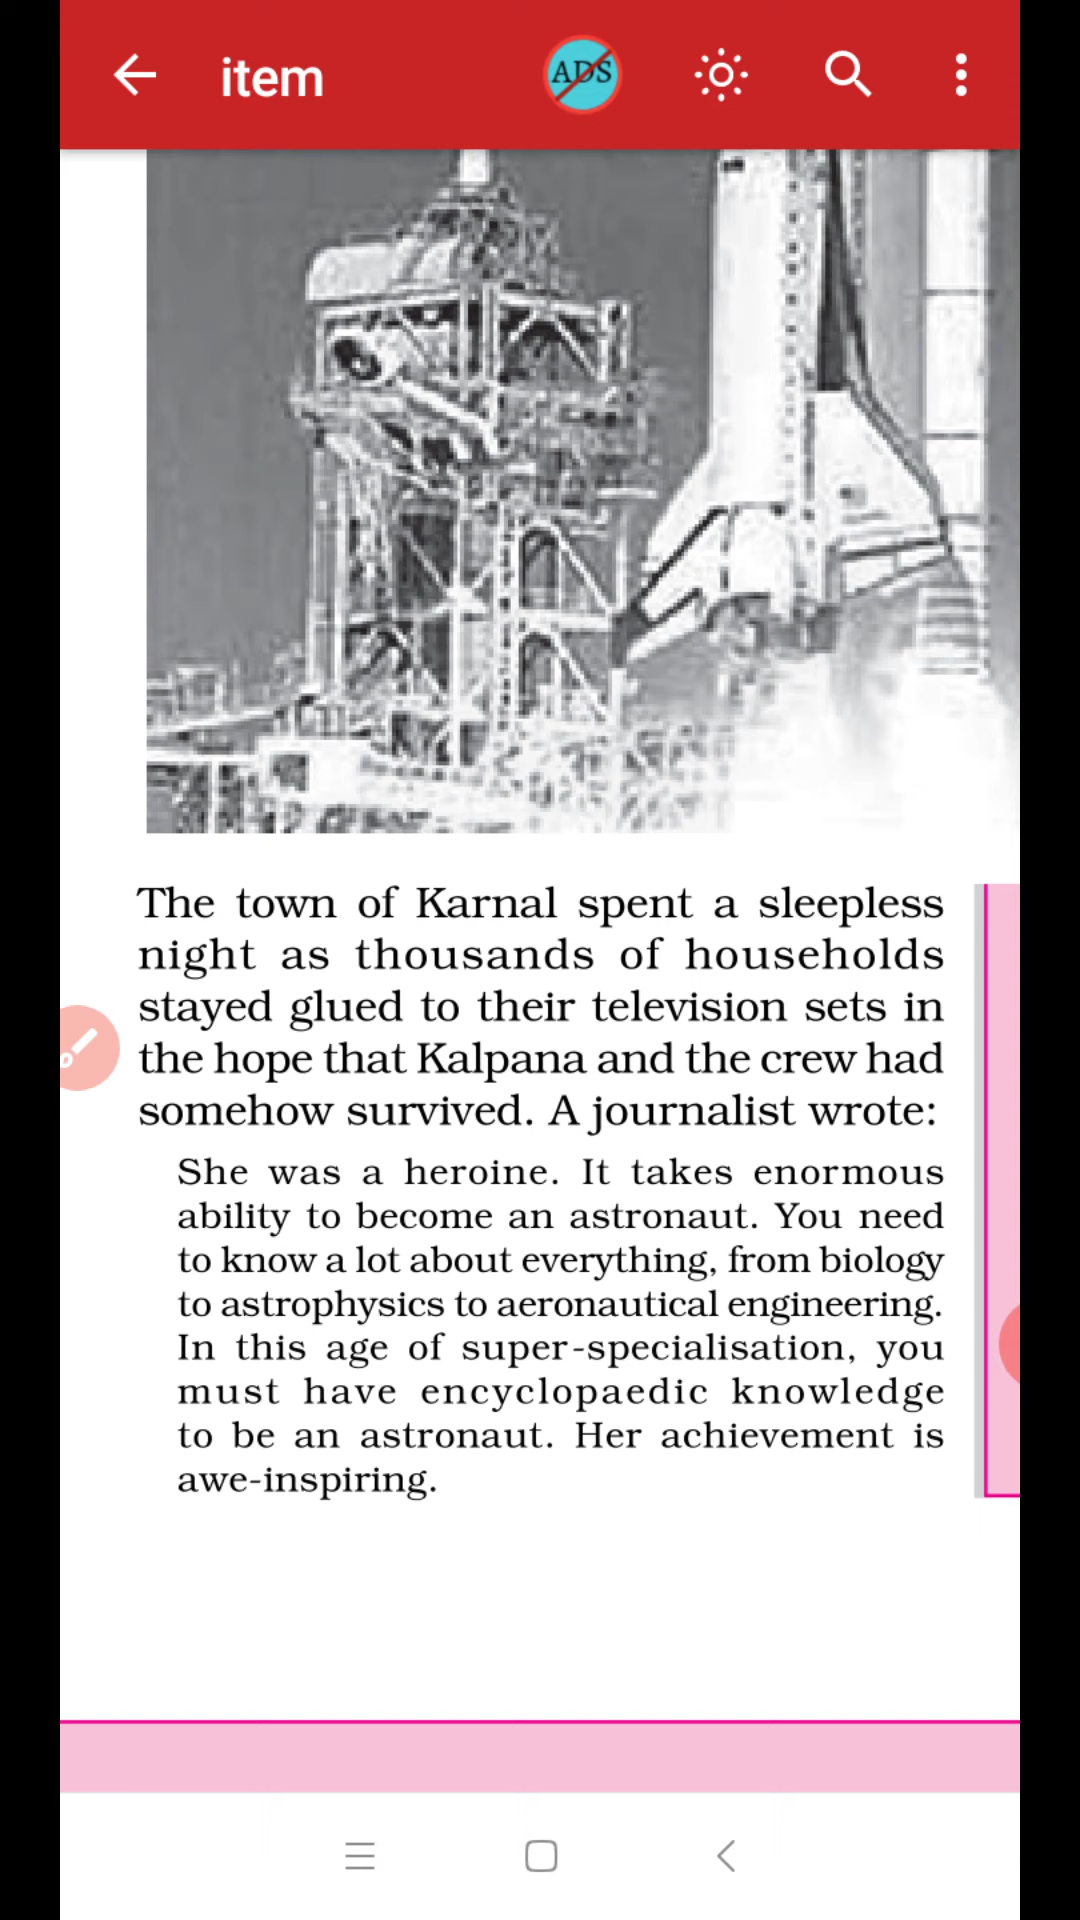 item
ADS
The town of Karnal spent a sleepless
night as thousands of households
stayed glued to their television sets in
the hope that Kalpana and the crew had
somehow survived. A journalist wrote:
She was a heroine. It takes enormous
ability to become an astronaut. You need
to know a lot about everything, from biology
to astrophysics to aeronautical engineering.
In this age of super-specialisation, you
must have encyclopaedic knowledge
to be an astronaut. Her achievement is
awe-inspiring.